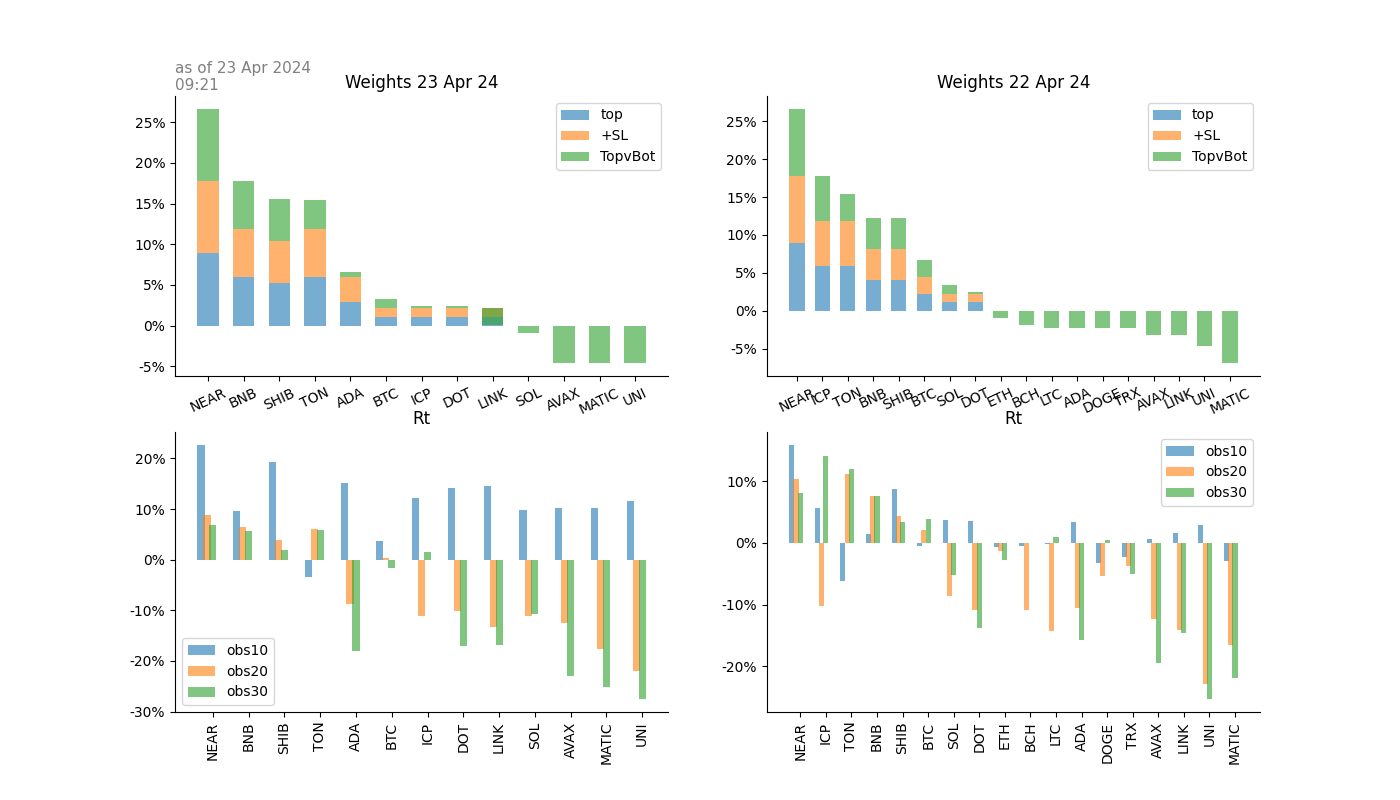 as of 23 Apr 2024
09:21
Weights 23 Apr 24
25%
20%
15%
10%
5%
0%
-5%
top
+SL
TopvBot
NEAR BNB SHIB TON ADA BTC ICP DOT LINK SOL AVAX MATIC UNI
Weights 22 Apr 24
25%
20%
15%
10%
5%
0%
-5%
top
+SL
TopvBot
NEAR ICP TON BNB SHIB BTC SOL DOT ETH BCH LTC ADA DOGE TRX AVAX LINK UNI MATIC
Rt
20%
10%
0%
-10%
-20%
-30%
obs10
obs20
obs30
NEAR BNB SHIB TON ADA BTC ICP DOT LINK SOL AVAX MATIC UNI
Rt
10%
0%
-10%
-20%
obs10
obs20
obs30
NEAR ICP TON BNB SHIB BTC SOL DOT ETH BCH LTC ADA DOGE TRX AVAX LINK UNI MATIC